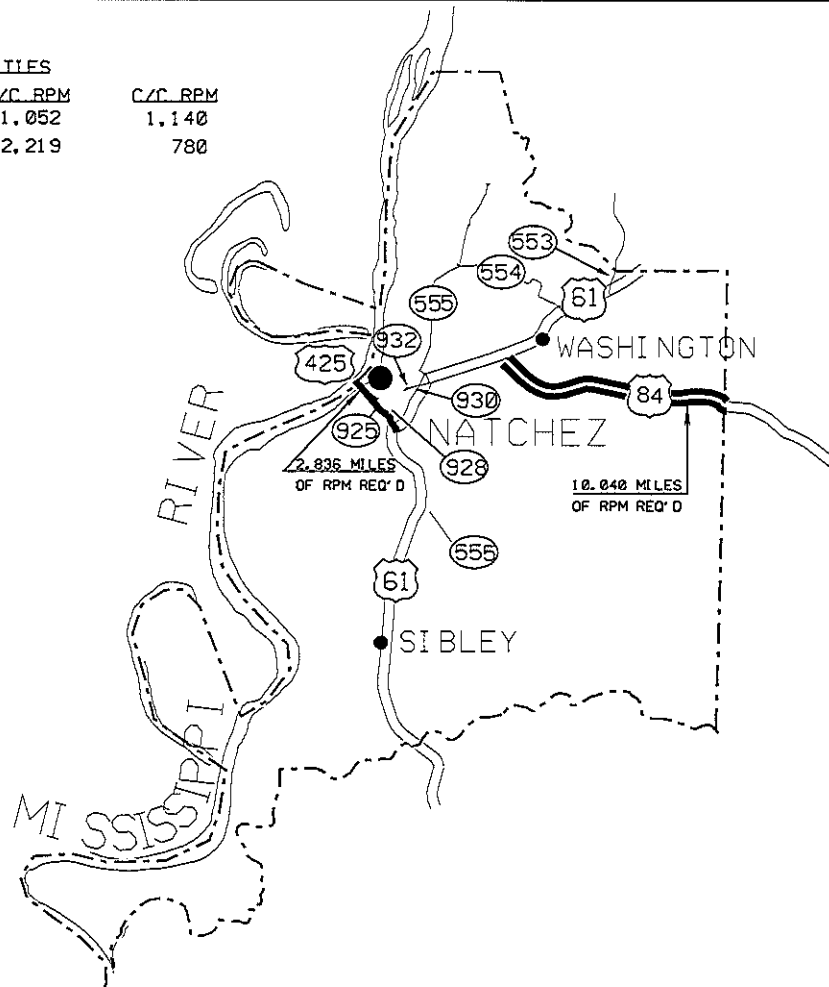 TIES
/C RPM C/C RPM
1,052 1,140
2,219 780
553
554
61
555
932
WASHINGTON
425
84
930
925
NATCHEZ
928
2.836 MILES
OF RPM REQ'D
10.040 MILES
OF RPM REQ'D
555
61
SIBLEY
MISSISSIPPI
RIVER